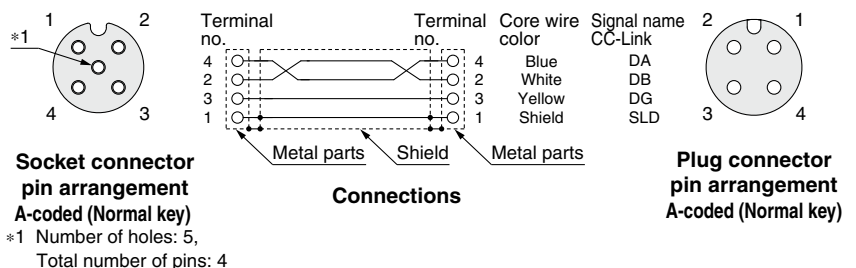 1 2
*1
4 3
Socket connector
pin arrangement
A-coded (Normal key)
*1 Number of holes: 5,
Total number of pins: 4
Terminal no. Terminal no. Core wire color Signal name CC-Link
4 4 Blue DA
2 2 White DB
3 3 Yellow DG
1 1 Shield SLD
Metal parts Shield Metal parts
Connections
2 1
3 4
Plug connector
pin arrangement
A-coded (Normal key)